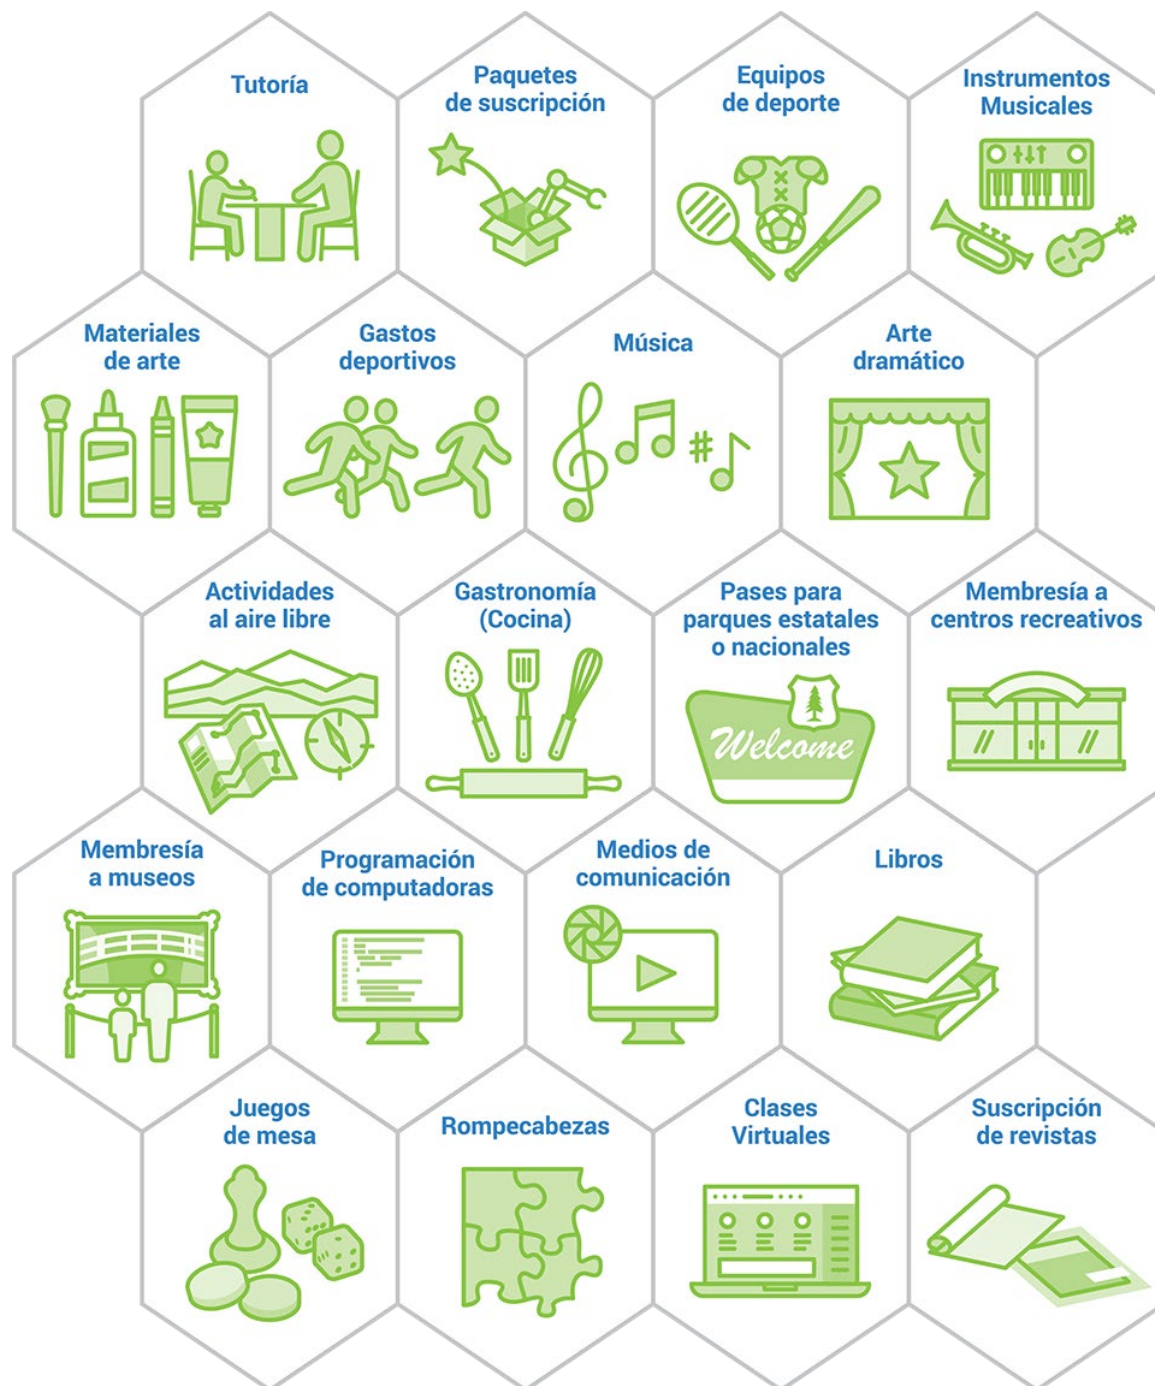 Tutoría
Paquetes
de suscripción
Equipos
de deporte
Instrumentos
Musicales
Materiales
de arte
Gastos
deportivos
Música
Arte
dramático
Actividades
al aire libre
Gastronomía
(Cocina)
Pases para
parques estatales
o nacionales
Welcome
Membresía a
centros recreativos
Membresía
a museos
Programación
de computadoras
Medios de
comunicación
Libros
Juegos
de mesa
Rompecabezas
Clases
Virtuales
Suscripción
de revistas